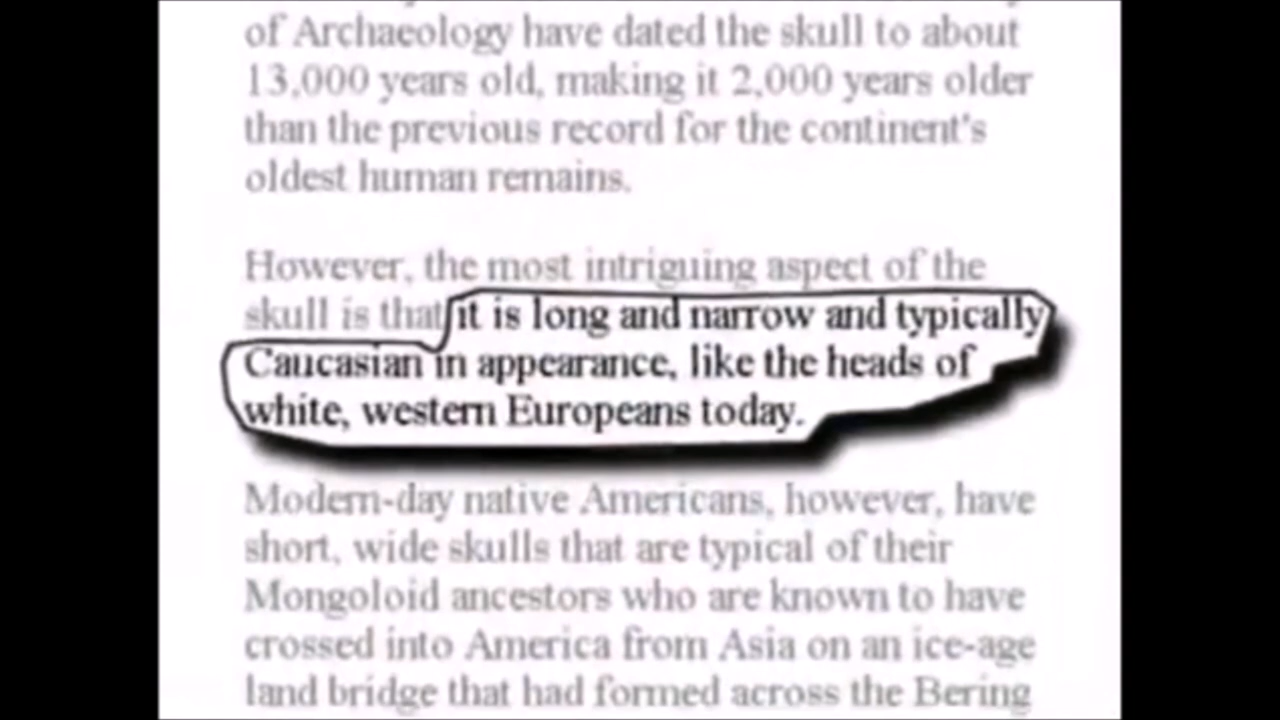 of Archaeology have dated the skull to about
13,000 years old, making it 2,000 years older
than the previous record for the continent's
oldest human remains.
However, the most intriguing aspect of the
skull is that it is long and narrow and typically
Caucasian in appearance, like the heads of
white, western Europeans today.
Modern-day native Americans, however, have
short, wide skulls that are typical of their
Mongoloid ancestors who are known to have
crossed into America from Asia on an ice-age
land bridge that had formed across the Bering